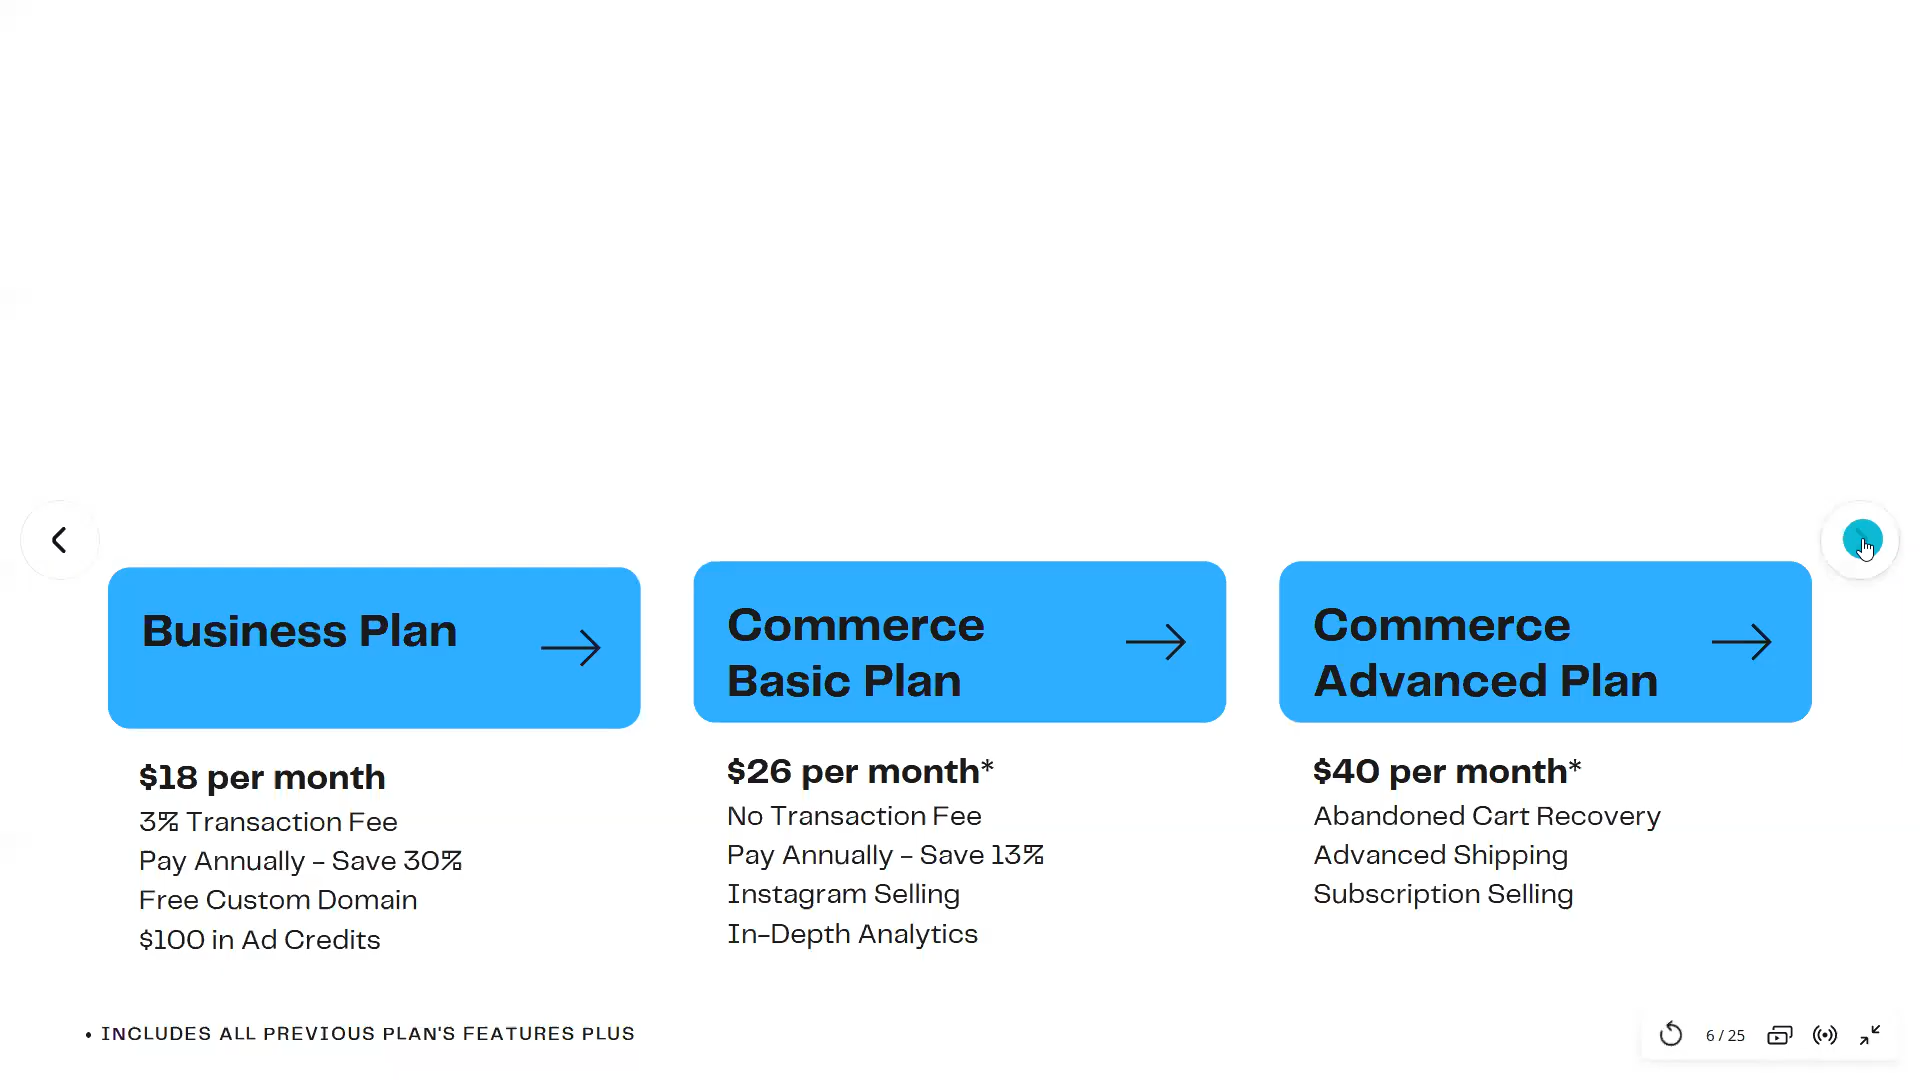 Business Plan
$18 per month
3% Transaction Fee
Pay Annually - Save 30%
Free Custom Domain
$100 in Ad Credits
Commerce
Basic Plan
$26 per month*
No Transaction Fee
Pay Annually - Save 13%
Instagram Selling
In-Depth Analytics
Commerce
Advanced Plan
$40 per month*
Abandoned Cart Recovery
Advanced Shipping
Subscription Selling
• INCLUDES ALL PREVIOUS PLAN'S FEATURES PLUS
6 / 25